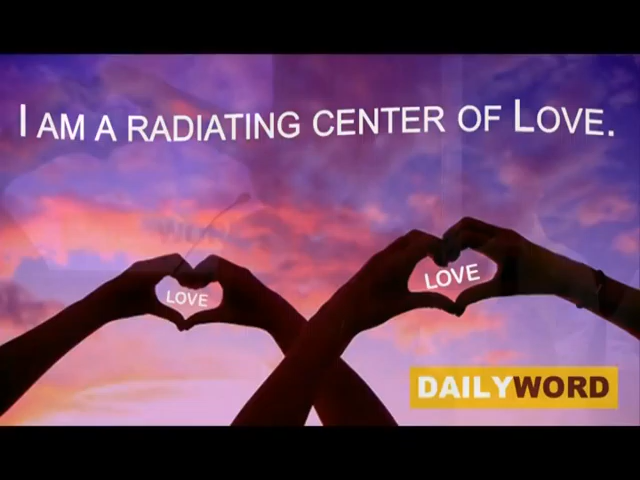 I AM A RADIATING CENTER OF LOVE.
LOVE
LOVE
DAILYWORD